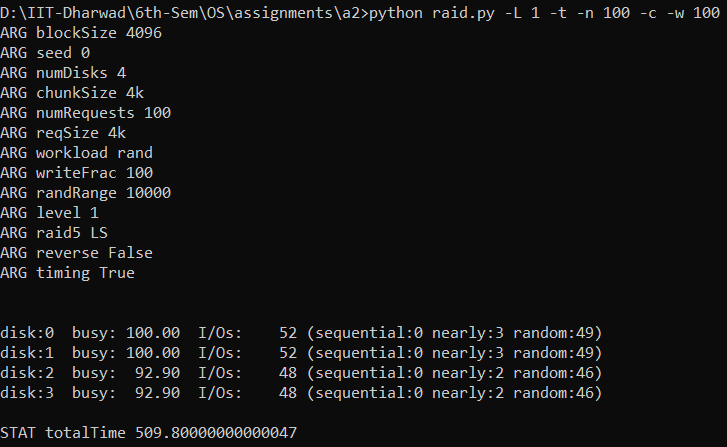 D:\IIT-Dharwad\6th-Sem\OS\assignments\a2>python raid.py -L 1 -t -n 100 -c -w 100
ARG blockSize 4096
ARG seed 0
ARG numDisks 4
ARG chunkSize 4k
ARG numRequests 100
ARG reqSize 4k
ARG workload rand
ARG writeFrac 100
ARG randRange 10000
ARG level 1
ARG raid5 LS
ARG reverse False
ARG timing True
disk:0  busy: 100.00  I/Os:    52 (sequential:0 nearly:3 random:49)
disk:1  busy: 100.00  I/Os:    52 (sequential:0 nearly:3 random:49)
disk:2  busy:  92.90  I/Os:    48 (sequential:0 nearly:2 random:46)
disk:3  busy:  92.90  I/Os:    48 (sequential:0 nearly:2 random:46)
STAT totalTime 509.80000000000047